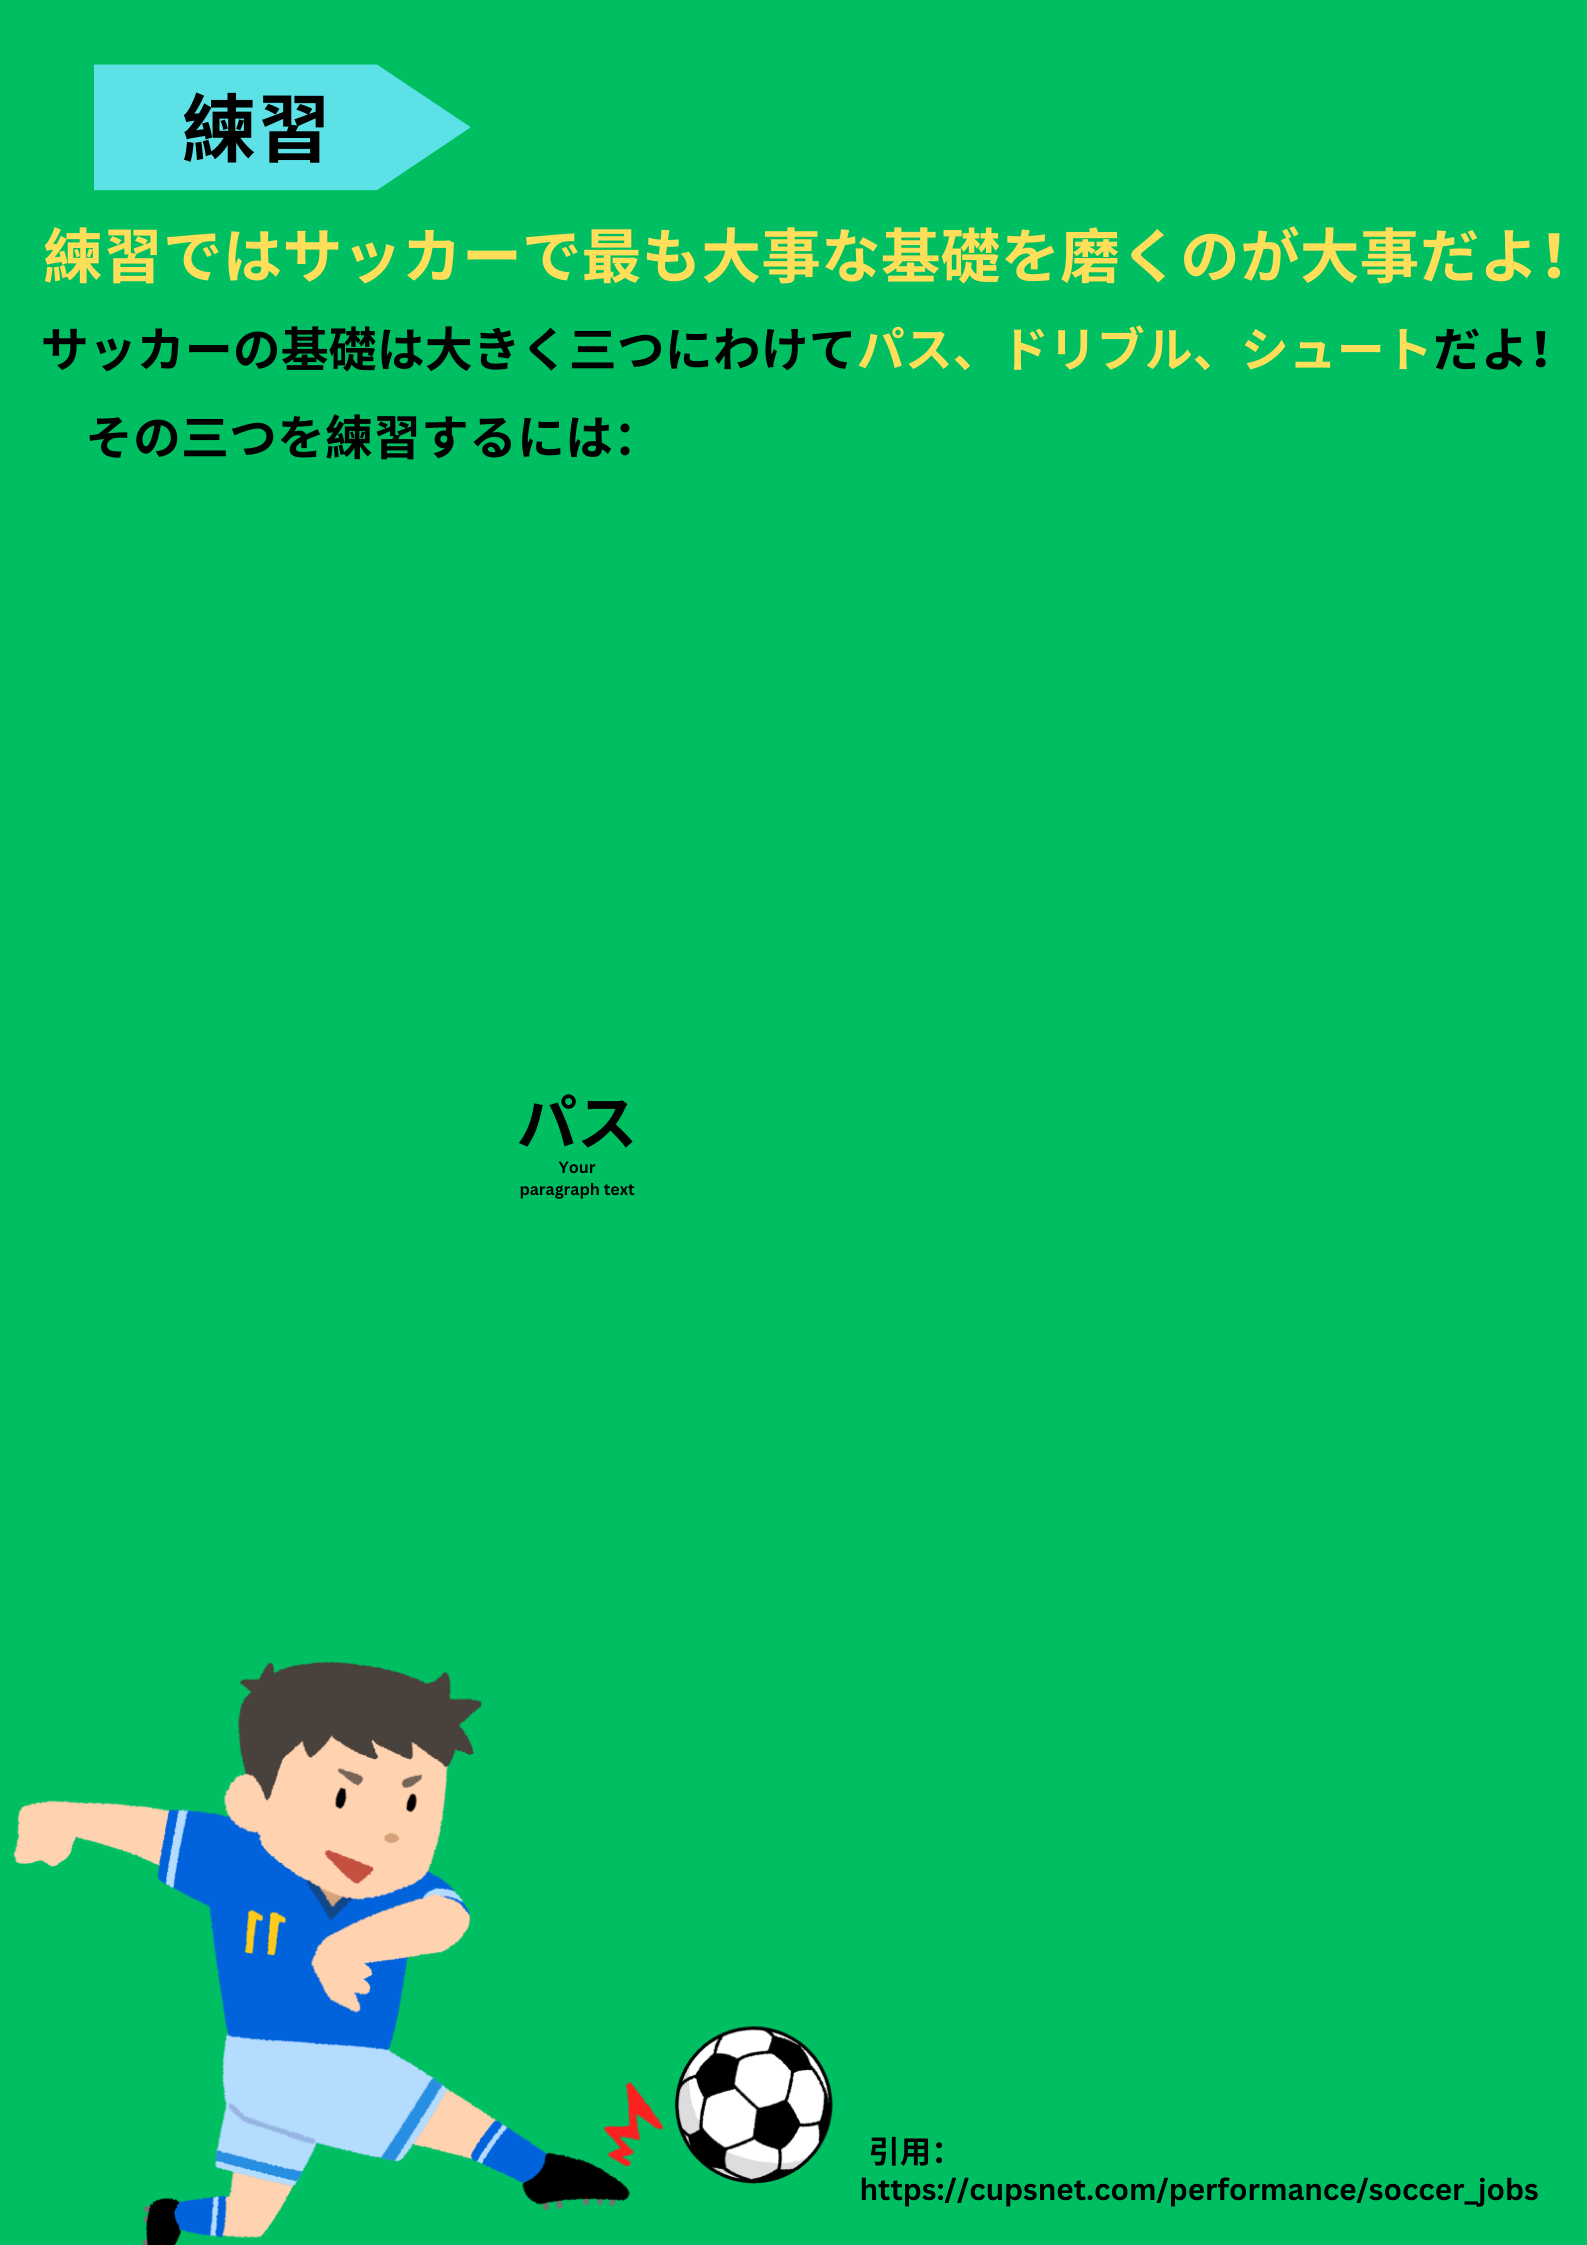 練習
練習ではサッカーで最も大事な基礎を磨くのが大事だよ！
サッカーの基礎は大きく三つにわけてパス、ドリブル、シュートだよ！
その三つを練習するには：
パス
Your
paragraph text
11
引用：
https://cupsnet.com/performance/soccer_jobs